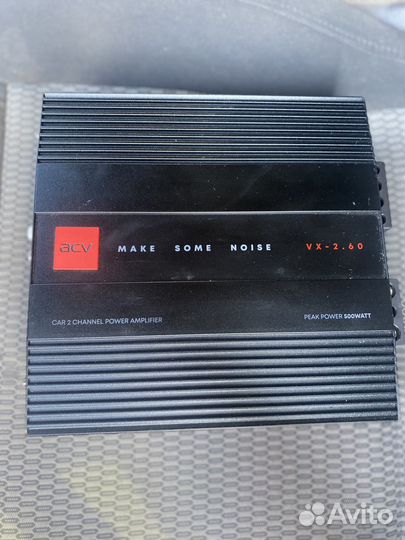 acv MAKE SOME NOISE VX-2.60
CAR 2 CHANNEL POWER AMPLIFIER PEAK POWER 500WATT
Avito